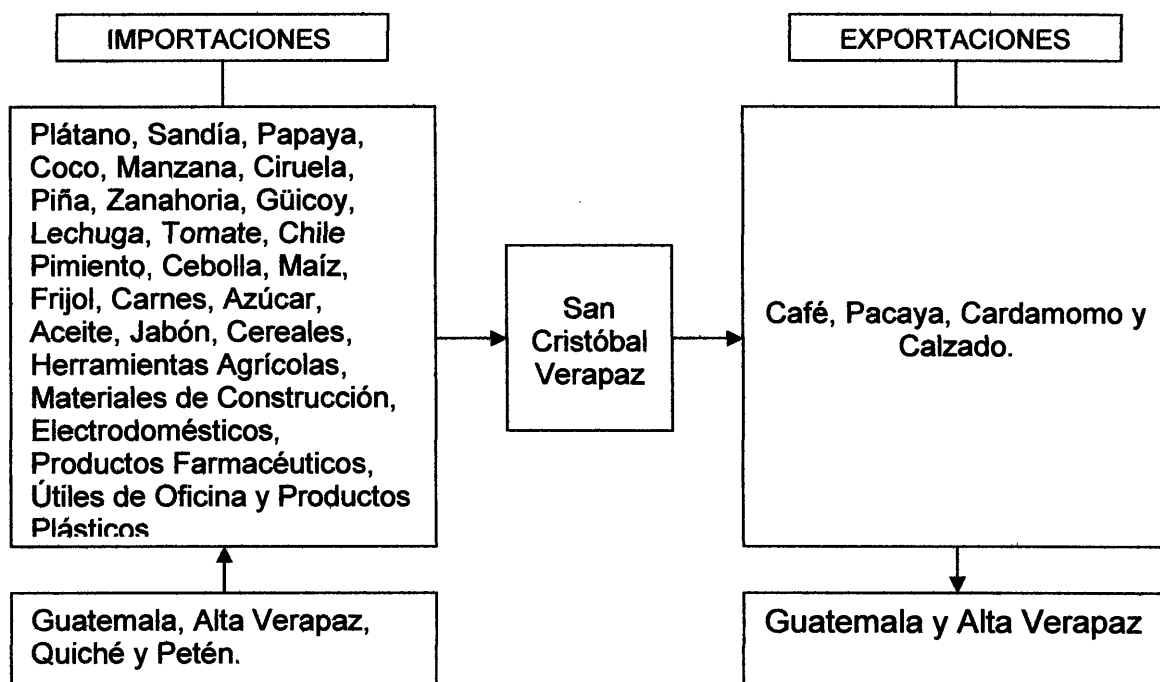 IMPORTACIONES
Plátano, Sandía, Papaya,
Coco, Manzana, Ciruela,
Piña, Zanahoria, Güicoy,
Lechuga, Tomate, Chile
Pimiento, Cebolla, Maíz,
Frijol, Carnes, Azúcar,
Aceite, Jabón, Cereales,
Herramientas Agrícolas,
Materiales de Construcción,
Electrodomésticos,
Productos Farmacéuticos,
Útiles de Oficina y Productos
Plásticos
Guatemala, Alta Verapaz,
Quiché y Petén.
San
Cristóbal
Verapaz
EXPORTACIONES
Café, Pacaya, Cardamomo y
Calzado.
Guatemala y Alta Verapaz